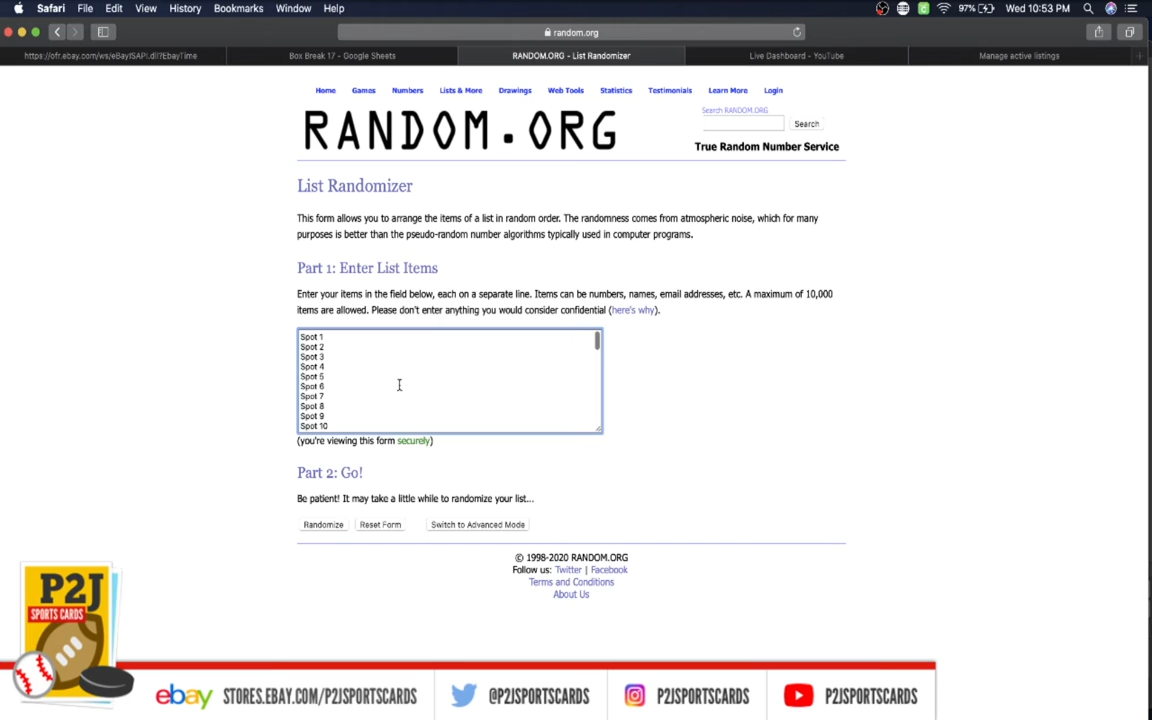 Safari File Edit View History Bookmarks Window Help 97% Wed 10:53 PM
random.org
https://ofr.ebay.com/ws/eBayISAPI.dll?EbayTime Box Break 17 - Google Sheets RANDOM.ORG - List Randomizer Live Dashboard - YouTube Manage active listings
Home Games Numbers Lists & More Drawings Web Tools Statistics Testimonials Learn More Login
Search RANDOM.ORG
RANDOM.ORG
Search
True Random Number Service
List Randomizer
This form allows you to arrange the items of a list in random order. The randomness comes from atmospheric noise, which for many
purposes is better than the pseudo-random number algorithms typically used in computer programs.
Part 1: Enter List Items
Enter your items in the field below, each on a separate line. Items can be numbers, names, email addresses, etc. A maximum of 10,000
items are allowed. Please don't enter anything you would consider confidential (here's why).
Spot 1
Spot 2
Spot 3
Spot 4
Spot 5
Spot 6
Spot 7
Spot 8
Spot 9
Spot 10
(you're viewing this form securely)
Part 2: Go!
Be patient! It may take a little while to randomize your list...
Randomize Reset Form Switch to Advanced Mode
© 1998-2020 RANDOM.ORG
Follow us: Twitter | Facebook
Terms and Conditions
About Us
P2J
SPORTS CARDS
ebay STORES.EBAY.COM/P2JSPORTSCARDS @P2JSPORTSCARDS P2JSPORTSCARDS P2JSPORTSCARDS